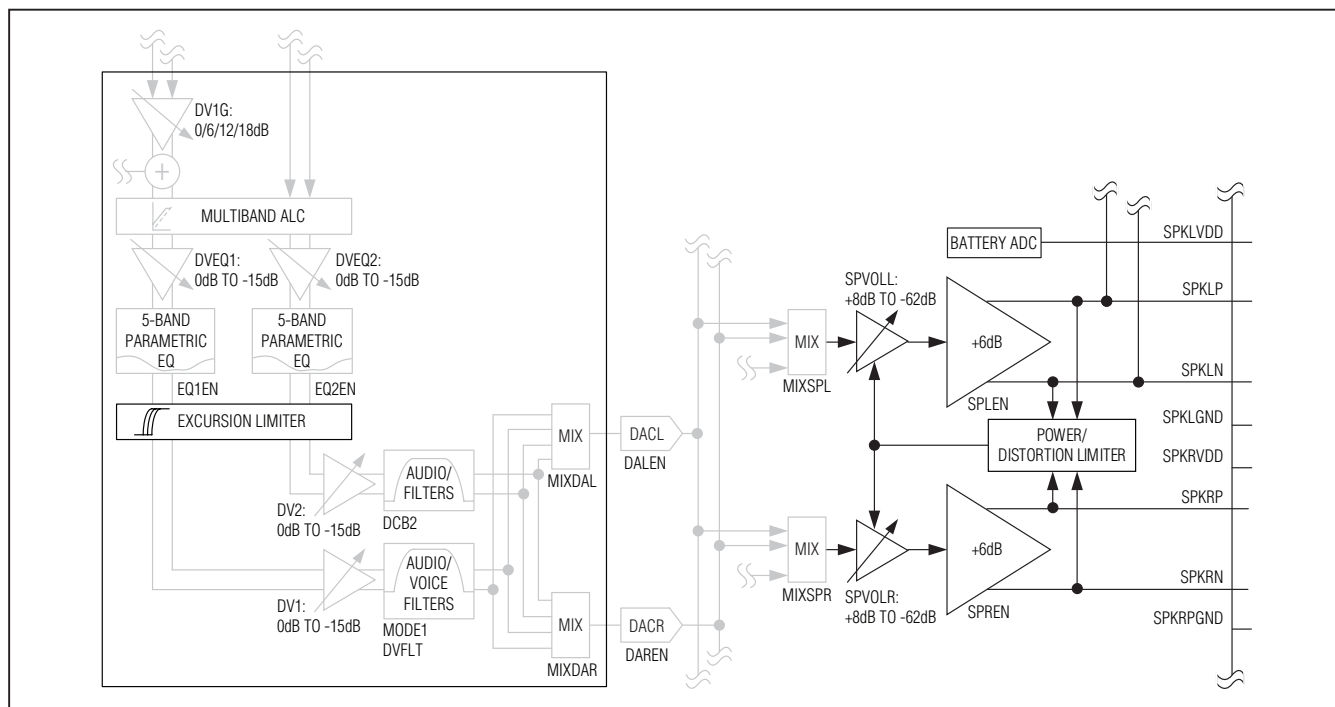 DV1G:
0/6/12/18dB
+
MULTIBAND ALC
DVEQ1:
0dB TO -15dB
DVEQ2:
0dB TO -15dB
5-BAND
PARAMETRIC
EQ
5-BAND
PARAMETRIC
EQ
EQ1EN
EQ2EN
EXCURSION LIMITER
DV2:
0dB TO -15dB
AUDIO/
FILTERS
DCB2
DV1:
0dB TO -15dB
AUDIO/
VOICE
FILTERS
MODE1
DVFLT
MIX
MIXDAL
MIX
MIXDAR
DACL
DALEN
DACR
DAREN
MIX
MIXSPL
MIX
MIXSPR
SPVOLL:
+8dB TO -62dB
SPVOLR:
+8dB TO -62dB
BATTERY ADC
+6dB
SPLEN
POWER/
DISTORTION LIMITER
+6dB
SPREN
SPKLVDD
SPKLP
SPKLN
SPKLGND
SPKRVDD
SPKRP
SPKRN
SPKRPGND